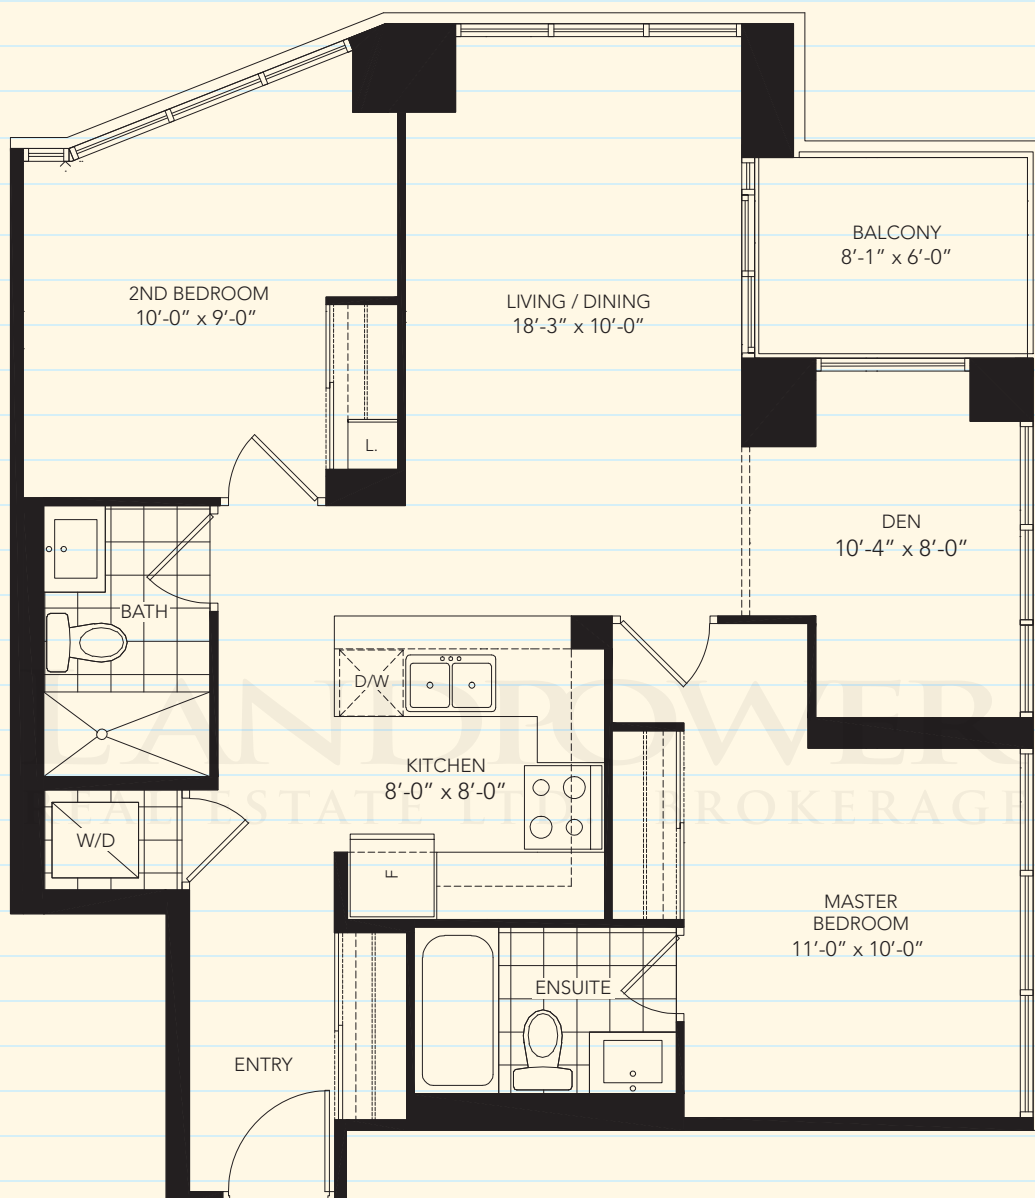 BALCONY
8’-1” x 6’-0”
2ND BEDROOM
10’-0” x 9’-0”
LIVING / DINING
18’-3” x 10’-0”
L.
DEN
10’-4” x 8’-0”
BATH
D/W
LANDPOWER
KITCHEN
8’-0” x 8’-0”
REAL ESTATE LTD. BROKERAGE
W/D
F
MASTER
BEDROOM
11’-0” x 10’-0”
ENSUITE
ENTRY